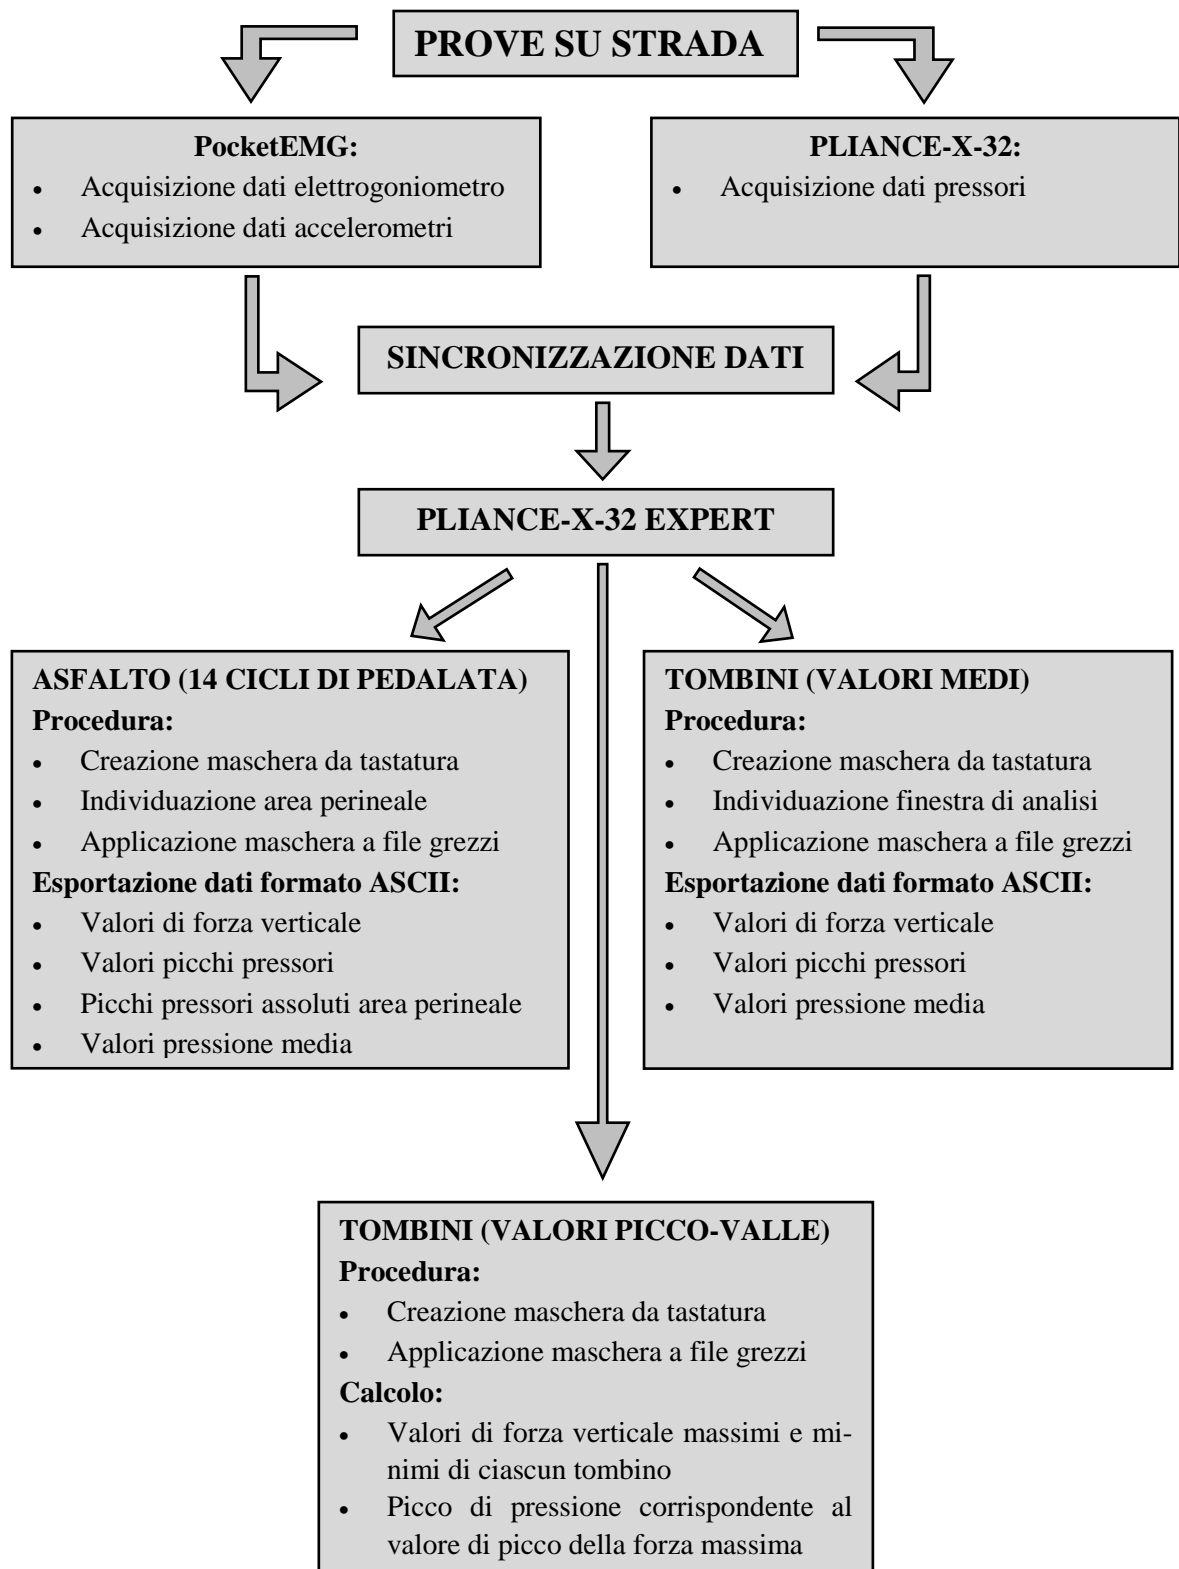 PROVE SU STRADA
PocketEMG:
• Acquisizione dati elettrogoniometro
• Acquisizione dati accelerometri
PLIANCE-X-32:
• Acquisizione dati pressori
SINCRONIZZAZIONE DATI
PLIANCE-X-32 EXPERT
ASFALTO (14 CICLI DI PEDALATA)
Procedura:
• Creazione maschera da tastatura
• Individuazione area perineale
• Applicazione maschera a file grezzi
Esportazione dati formato ASCII:
• Valori di forza verticale
• Valori picchi pressori
• Picchi pressori assoluti area perineale
• Valori pressione media
TOMBINI (VALORI MEDI)
Procedura:
• Creazione maschera da tastatura
• Individuazione finestra di analisi
• Applicazione maschera a file grezzi
Esportazione dati formato ASCII:
• Valori di forza verticale
• Valori picchi pressori
• Valori pressione media
TOMBINI (VALORI PICCO-VALLE)
Procedura:
• Creazione maschera da tastatura
• Applicazione maschera a file grezzi
Calcolo:
• Valori di forza verticale massimi e mi-
nimi di ciascun tombino
• Picco di pressione corrispondente al
valore di picco della forza massima